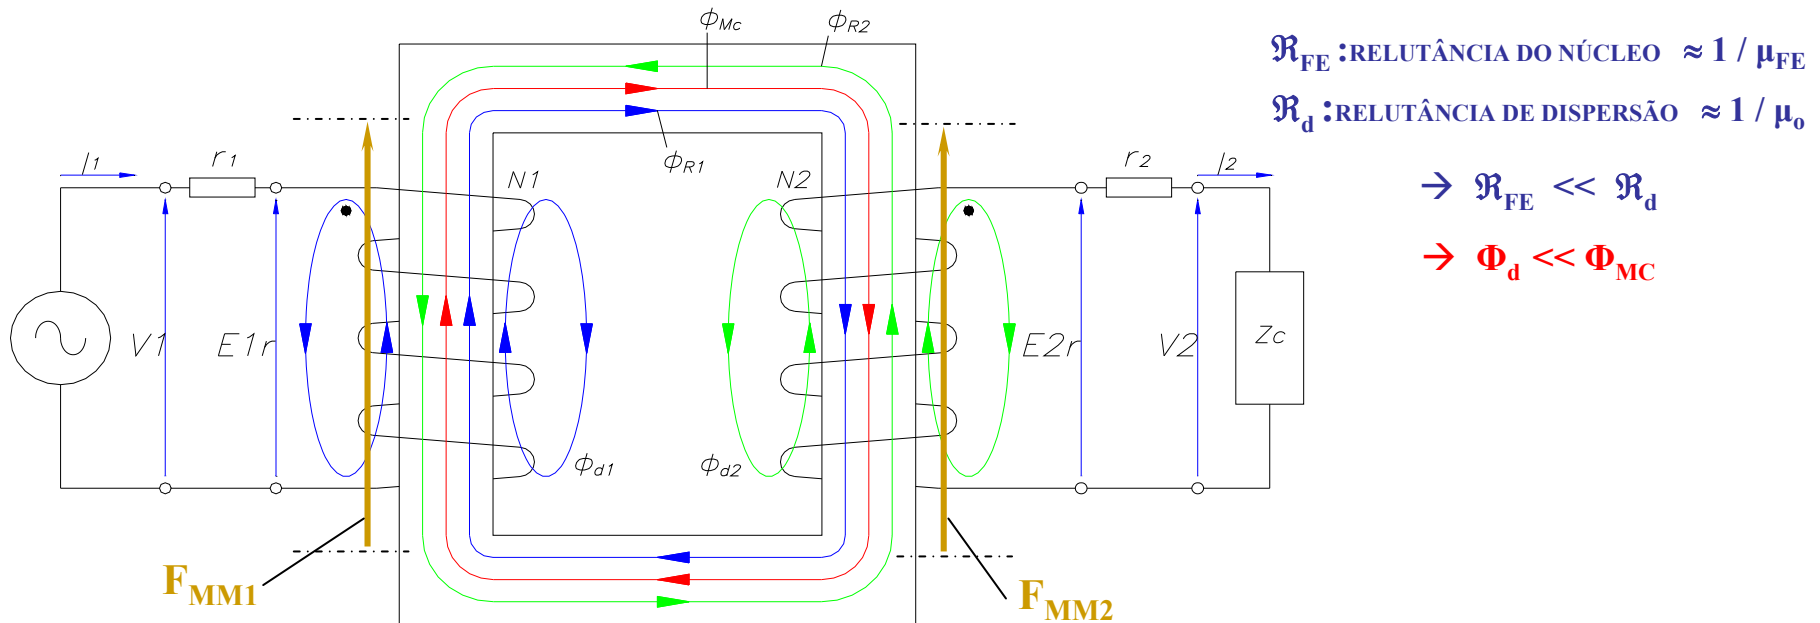 ϕMc
ϕR2
ℜFE :RELUTÂNCIA DO NÚCLEO ≈ 1 / μFE
ℜd :RELUTÂNCIA DE DISPERSÃO ≈ 1 / μo
→ ℜFE << ℜd
→ Φd << ΦMC
I1
r1
N1
ϕR1
N2
r2
I2
V1
E1r
E2r
V2
Zc
ϕd1
ϕd2
FMM1
FMM2